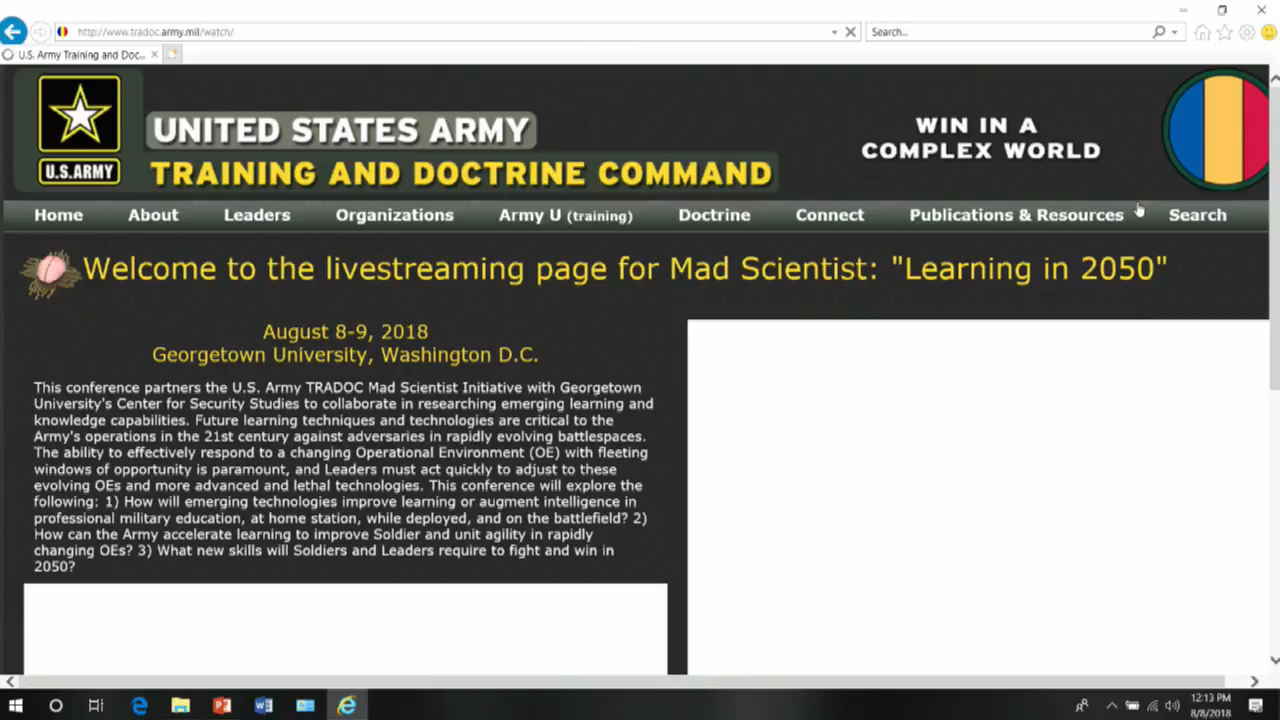 http://www.tradoc.army.mil/watch/
Search...
U.S. Army Training and Doc...
U.S.ARMY
UNITED STATES ARMY
TRAINING AND DOCTRINE COMMAND
WIN IN A
COMPLEX WORLD
Home About Leaders Organizations Army U (training) Doctrine Connect Publications & Resources Search
Welcome to the livestreaming page for Mad Scientist: "Learning in 2050"
August 8-9, 2018
Georgetown University, Washington D.C.
This conference partners the U.S. Army TRADOC Mad Scientist Initiative with Georgetown
University's Center for Security Studies to collaborate in researching emerging learning and
knowledge capabilities. Future learning techniques and technologies are critical to the
Army's operations in the 21st century against adversaries in rapidly evolving battlespaces.
The ability to effectively respond to a changing Operational Environment (OE) with fleeting
windows of opportunity is paramount, and Leaders must act quickly to adjust to these
evolving OEs and more advanced and lethal technologies. This conference will explore the
following: 1) How will emerging technologies improve learning or augment intelligence in
professional military education, at home station, while deployed, and on the battlefield? 2)
How can the Army accelerate learning to improve Soldier and unit agility in rapidly
changing OEs? 3) What new skills will Soldiers and Leaders require to fight and win in
2050?
12:13 PM
8/8/2018